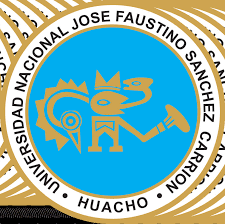 UNIVERSIDAD NACIONAL JOSE FAUSTINO SANCHEZ CARRION
• HUACHO •